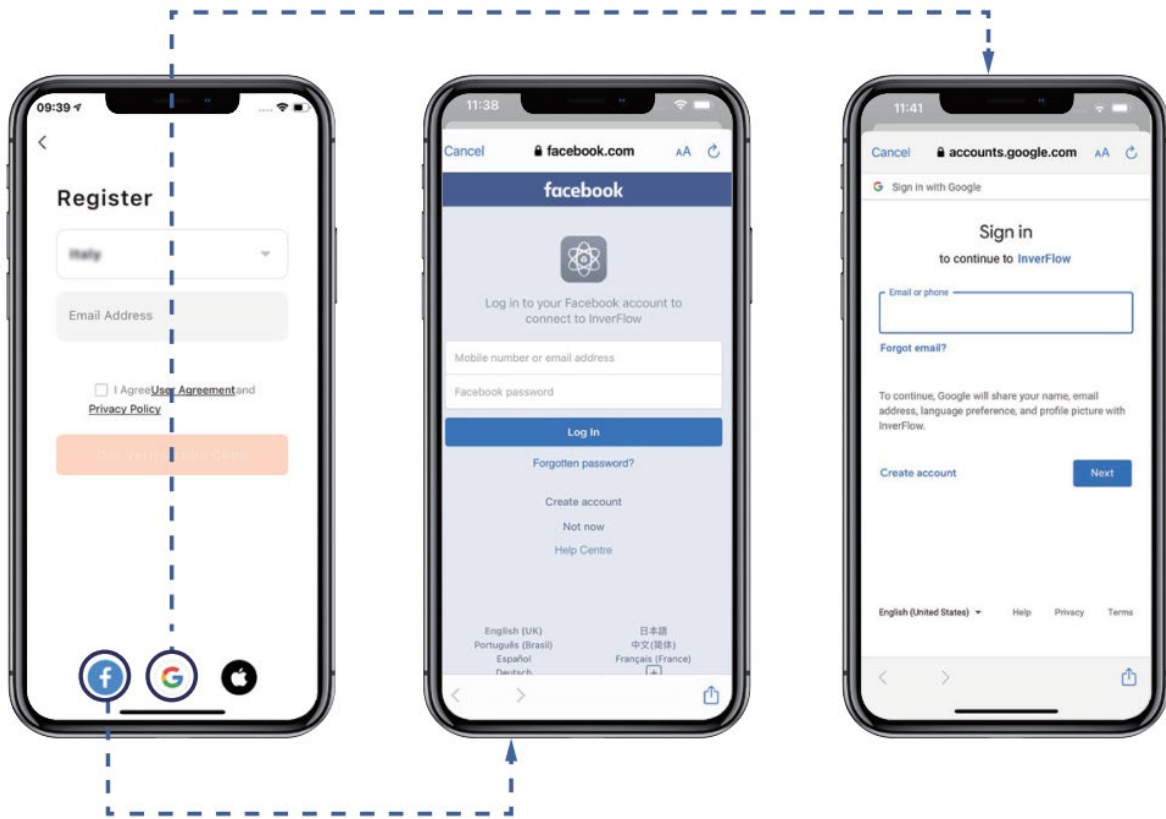 09:39
Register
Italy
Email Address
I AgreeUser Agreementand
Privacy Policy
11:38
Cancel
facebook.com
AA
facebook
Log in to your Facebook account to
connect to InverFlow
Mobile number or email address
Facebook password
Log In
Forgotten password?
Create account
Not now
Help Centre
English (UK)
日本語
Português (Brasil)
中文(简体)
Español
Français (France)
Deutsch
11:41
Cancel
accounts.google.com
AA
Sign in with Google
Sign in
to continue to InverFlow
Email or phone
Forgot email?
To continue, Google will share your name, email
address, language preference, and profile picture with
InverFlow.
Create account
Next
English (United States)
Help
Privacy
Terms